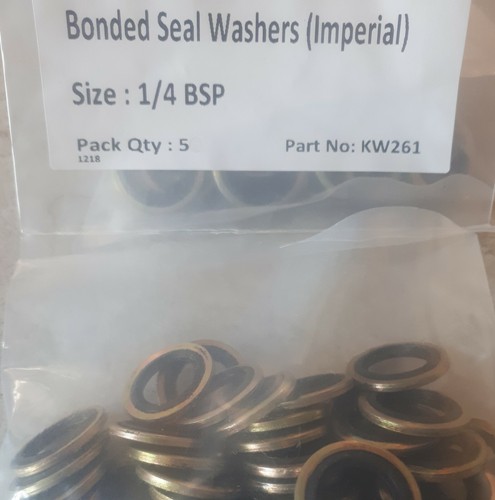 Bonded Seal Washers (Imperial)
Size : 1/4 BSP
Pack Qty : 5 Part No: KW261
1218